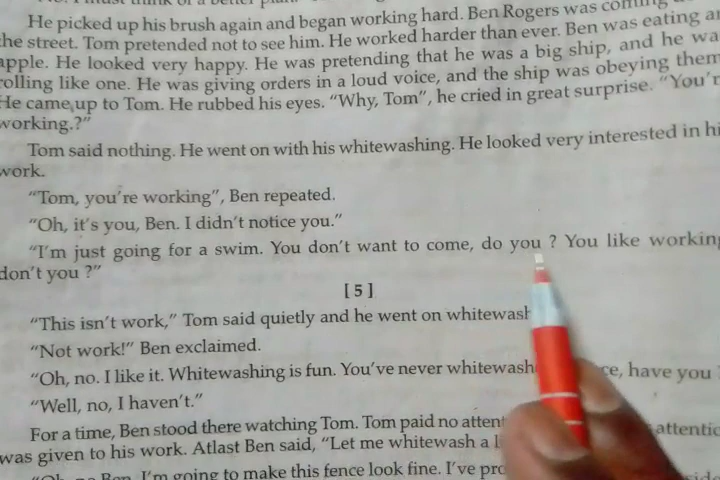 He picked up his brush again and began working hard. Ben Rogers was coming
the street. Tom pretended not to see him. He worked harder than ever. Ben was eating
apple. He looked very happy. He was pretending that he was a big ship, and he
rolling like one. He was giving orders in a loud voice, and the ship was obeying them
He came up to Tom. He rubbed his eyes. “Why, Tom”, he cried in great surprise. “You'r
working.?”
Tom said nothing. He went on with his whitewashing. He looked very interested in
work.
“Tom, you're working”, Ben repeated.
“Oh, it's you, Ben. I didn't notice you.”
“I'm just going for a swim. You don't want to come, do you ? You like working
don't you ?”
[ 5 ]
“This isn't work,” Tom said quietly and he went on whitewash
“Not work!” Ben exclaimed.
“Oh, no. I like it. Whitewashing is fun. You've never whitewash have you
“Well, no, I haven't.”
For a time, Ben stood there watching Tom. Tom paid no attent attentio
was given to his work. Atlast Ben said, “Let me whitewash a
Ben. I'm going to make this fence look fine. I've